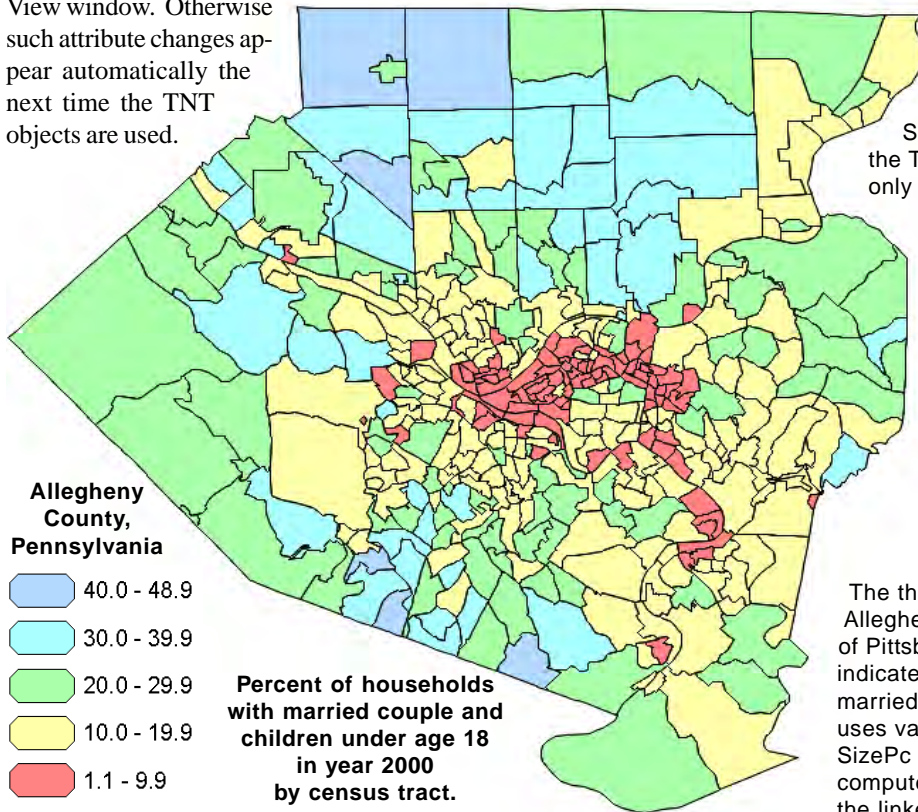 View window. Otherwise
such attribute changes ap-
pear automatically the
next time the TNT
objects are used.
S
the T
only
Allegheny
County,
Pennsylvania
40.0 - 48.9
30.0 - 39.9
20.0 - 29.9
10.0 - 19.9
1.1 - 9.9
Percent of households
with married couple and
children under age 18
in year 2000
by census tract.
The th
Alleghe
of Pittsb
indicate
married
uses va
SizePc
compute
the linke